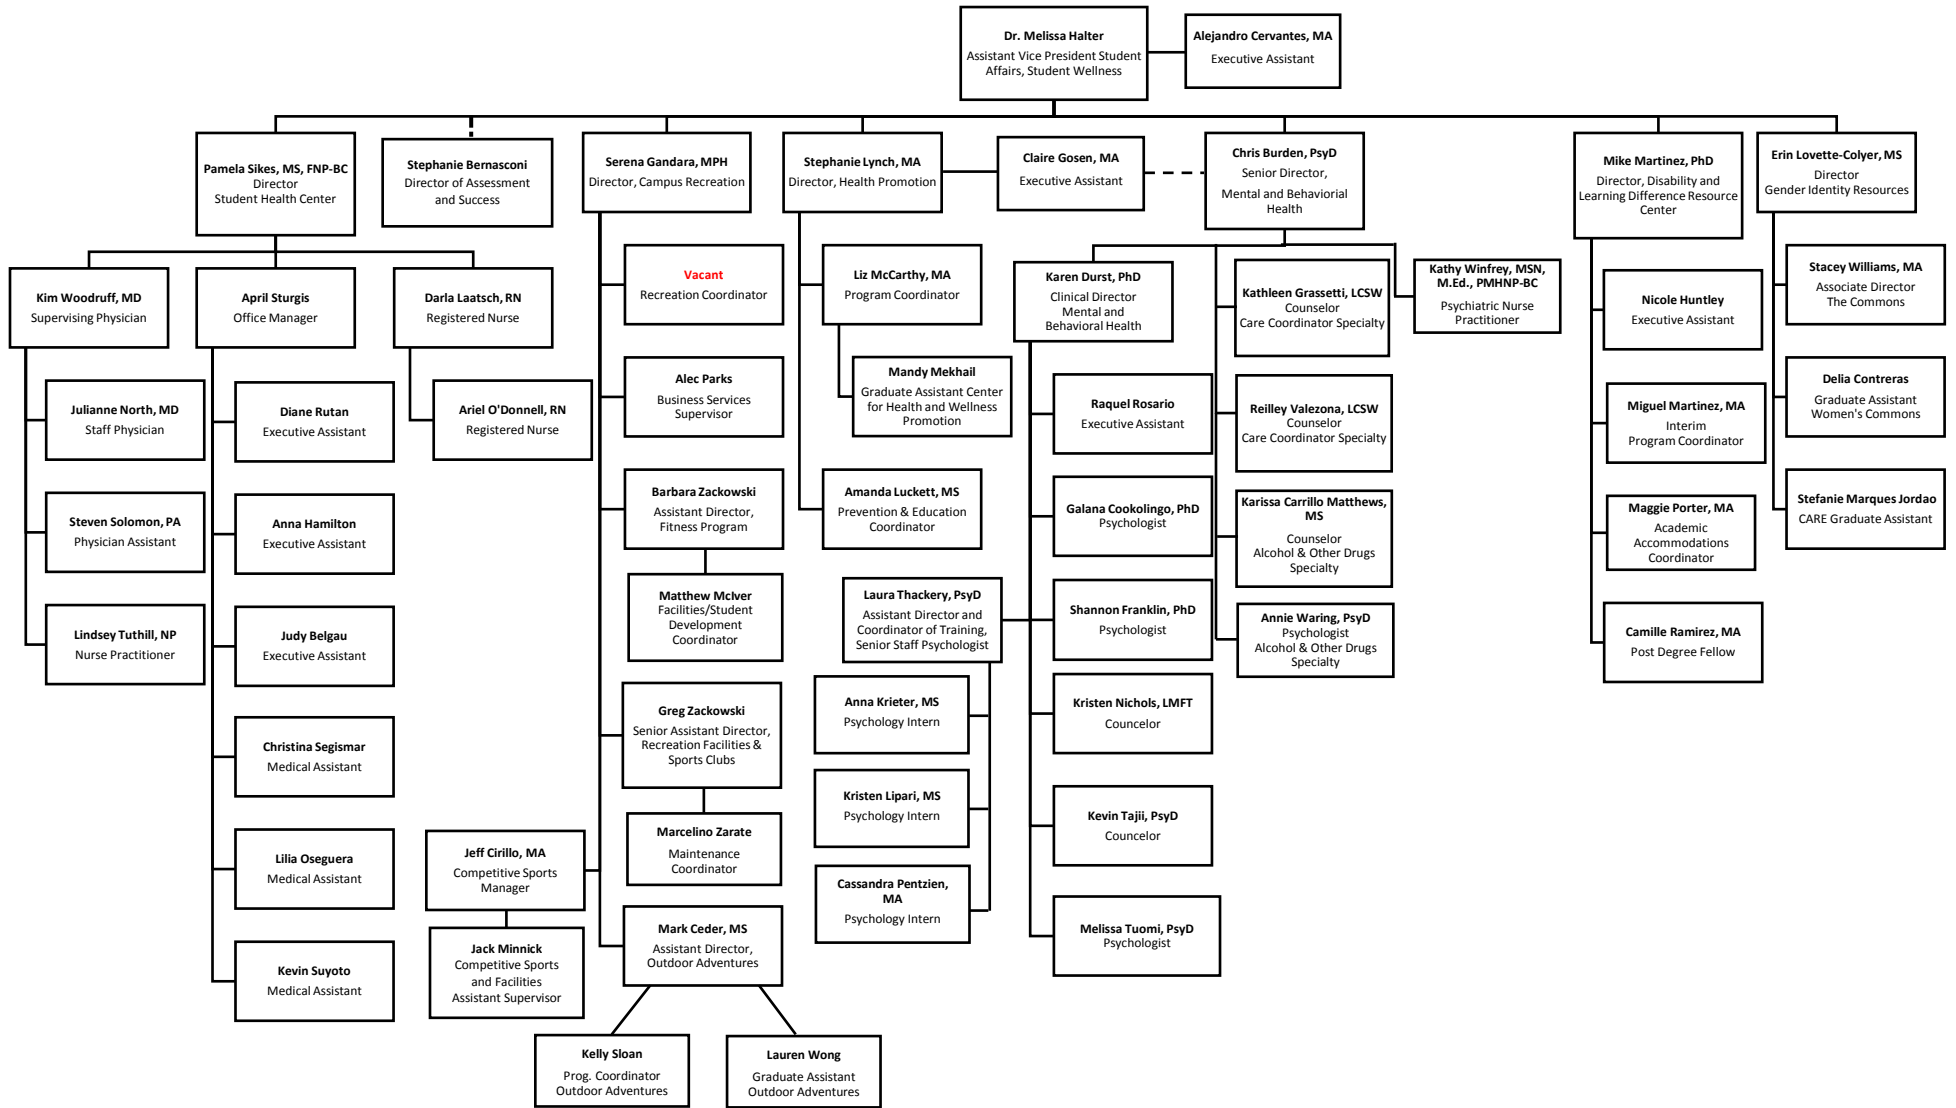 Dr. Melissa Halter
Assistant Vice President Student
Affairs, Student Wellness
Alejandro Cervantes, MA
Executive Assistant
Pamela Sikes, MS, FNP-BC
Director
Student Health Center
Stephanie Bernasconi
Director of Assessment
and Success
Serena Gandara, MPH
Director, Campus Recreation
Stephanie Lynch, MA
Director, Health Promotion
Claire Gosen, MA
Executive Assistant
Chris Burden, PsyD
Senior Director,
Mental and Behaviorial
Health
Mike Martinez, PhD
Director, Disability and
Learning Difference Resource
Center
Erin Lovette-Colyer, MS
Director
Gender Identity Resources
Kim Woodruff, MD
Supervising Physician
April Sturgis
Office Manager
Darla Laatsch, RN
Registered Nurse
Julianne North, MD
Staff Physician
Steven Solomon, PA
Physician Assistant
Lindsey Tuthill, NP
Nurse Practitioner
Diane Rutan
Executive Assistant
Anna Hamilton
Executive Assistant
Judy Belgau
Executive Assistant
Christina Segismar
Medical Assistant
Lilia Oseguera
Medical Assistant
Kevin Suyoto
Medical Assistant
Ariel O'Donnell, RN
Registered Nurse
Vacant
Recreation Coordinator
Alec Parks
Business Services
Supervisor
Barbara Zackowski
Assistant Director,
Fitness Program
Matthew McIver
Facilities/Student
Development
Coordinator
Greg Zackowski
Senior Assistant Director,
Recreation Facilities &
Sports Clubs
Marcelino Zarate
Maintenance
Coordinator
Jeff Cirillo, MA
Competitive Sports
Manager
Jack Minnick
Competitive Sports
and Facilities
Assistant Supervisor
Mark Ceder, MS
Assistant Director,
Outdoor Adventures
Kelly Sloan
Prog. Coordinator
Outdoor Adventures
Lauren Wong
Graduate Assistant
Outdoor Adventures
Liz McCarthy, MA
Program Coordinator
Mandy Mekhail
Graduate Assistant Center
for Health and Wellness
Promotion
Amanda Luckett, MS
Prevention & Education
Coordinator
Karen Durst, PhD
Clinical Director
Mental and
Behavioral Health
Raquel Rosario
Executive Assistant
Galana Cookolingo, PhD
Psychologist
Laura Thackery, PsyD
Assistant Director and
Coordinator of Training,
Senior Staff Psychologist
Anna Krieter, MS
Psychology Intern
Kristen Lipari, MS
Psychology Intern
Cassandra Pentzien,
MA
Psychology Intern
Shannon Franklin, PhD
Psychologist
Kristen Nichols, LMFT
Councelor
Kevin Tajii, PsyD
Councelor
Melissa Tuomi, PsyD
Psychologist
Kathleen Grassetti, LCSW
Counselor
Care Coordinator Specialty
Reilley Valezona, LCSW
Counselor
Care Coordinator Specialty
Karissa Carrillo Matthews,
MS
Counselor
Alcohol & Other Drugs
Specialty
Annie Waring, PsyD
Psychologist
Alcohol & Other Drugs
Specialty
Kathy Winfrey, MSN,
M.Ed., PMHNP-BC
Psychiatric Nurse
Practitioner
Nicole Huntley
Executive Assistant
Miguel Martinez, MA
Interim
Program Coordinator
Maggie Porter, MA
Academic
Accommodations
Coordinator
Camille Ramirez, MA
Post Degree Fellow
Stacey Williams, MA
Associate Director
The Commons
Delia Contreras
Graduate Assistant
Women's Commons
Stefanie Marques Jordao
CARE Graduate Assistant